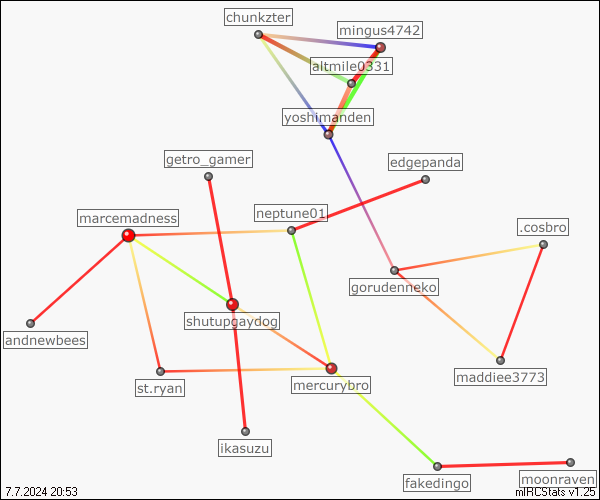 chunkzter
mingus4742
altmile0331
yoshimanden
getro_gamer
edgepanda
marcemadness
neptune01
.cosbro
gorudenneko
shutupgaydog
andnewbees
maddiee3773
st.ryan
mercurybro
ikasuzu
fakedingo
moonraven
7.7.2024 20:53
mIRCStats v1.25